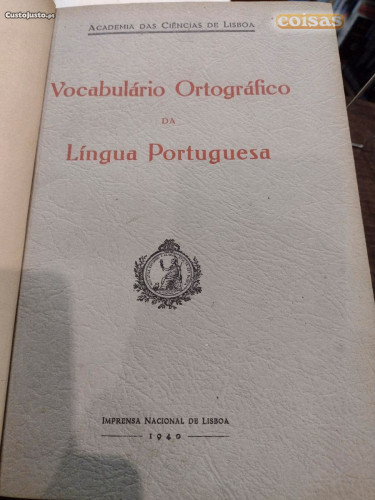 CustoJusto.pt
coisas
ACADEMIA DAS CIÊNCIAS DE LISBOA
Vocabulário Ortográfico
DA
Língua Portuguesa
IMPRENSA NACIONAL DE LISBOA
1940